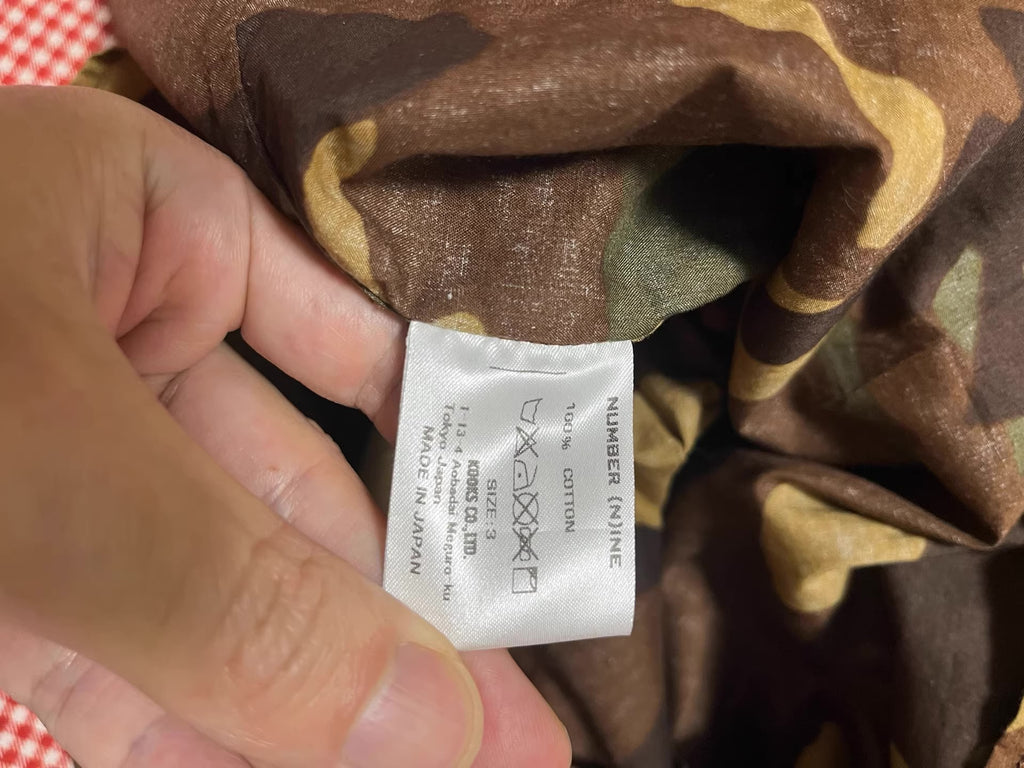 NUMBER (N)INE
100% COTTON
SIZE:3
KOOKS CO.,LTD.
1-13-4 Aobadai Meguro-ku
Tokyo Japan
MADE IN JAPAN